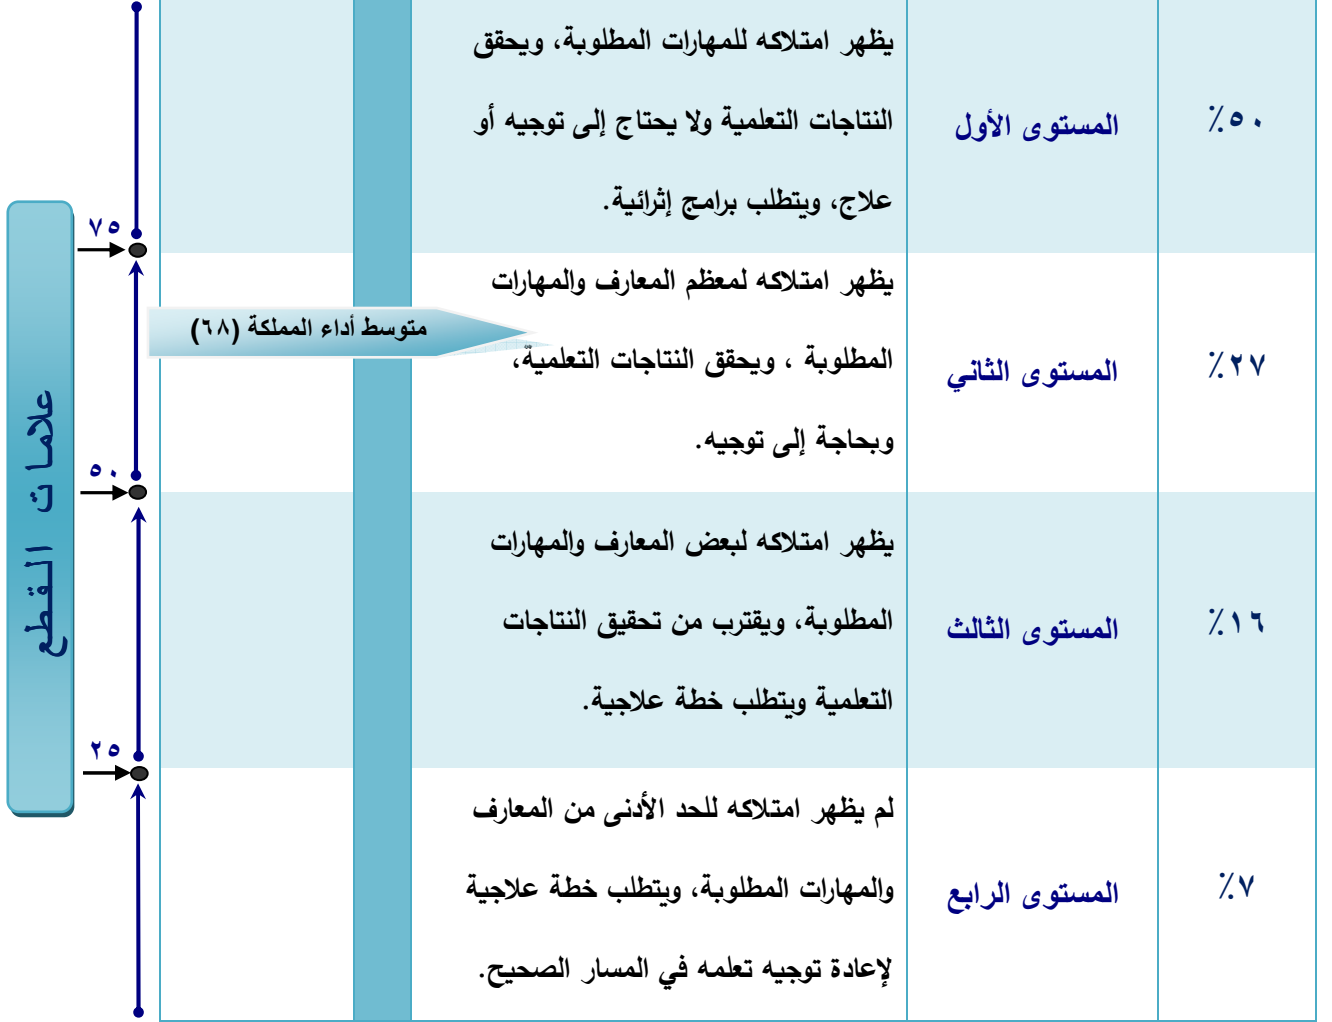 ٥٠٪
المستوى الأول
يظهر امتلاكه للمهارات المطلوبة، ويحقق
النتاجات التعلمية ولا يحتاج إلى توجيه أو
علاج، ويتطلب برامج إثرائية.
٧٥
٢٧٪
المستوى الثاني
يظهر امتلاكه لمعظم المعارف والمهارات
المطلوبة ، ويحقق النتاجات التعلمية،
وبحاجة إلى توجيه.
متوسط أداء المملكة (٦٨)
٥٠
١٦٪
المستوى الثالث
يظهر امتلاكه لبعض المعارف والمهارات
المطلوبة، ويقترب من تحقيق النتاجات
التعلمية ويتطلب خطة علاجية.
٢٥
٧٪
المستوى الرابع
لم يظهر امتلاكه للحد الأدنى من المعارف
والمهارات المطلوبة، ويتطلب خطة علاجية
لإعادة توجيه تعلمه في المسار الصحيح.
علامات القطع